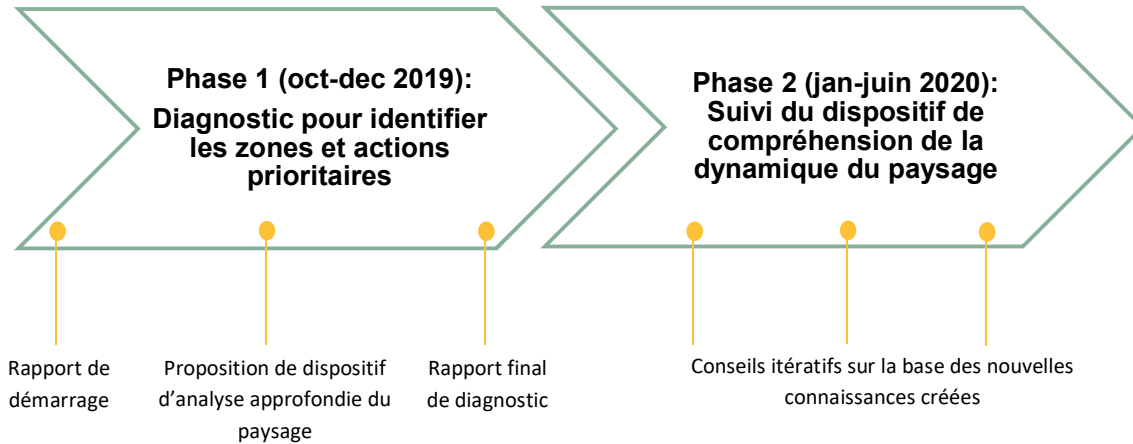 Phase 1 (oct-dec 2019):
Diagnostic pour identifier
les zones et actions
prioritaires
Phase 2 (jan-juin 2020):
Suivi du dispositif de
compréhension de la
dynamique du paysage
Rapport de
démarrage
Proposition de dispositif
d’analyse approfondie du
paysage
Rapport final
de diagnostic
Conseils itératifs sur la base des nouvelles
connaissances créées